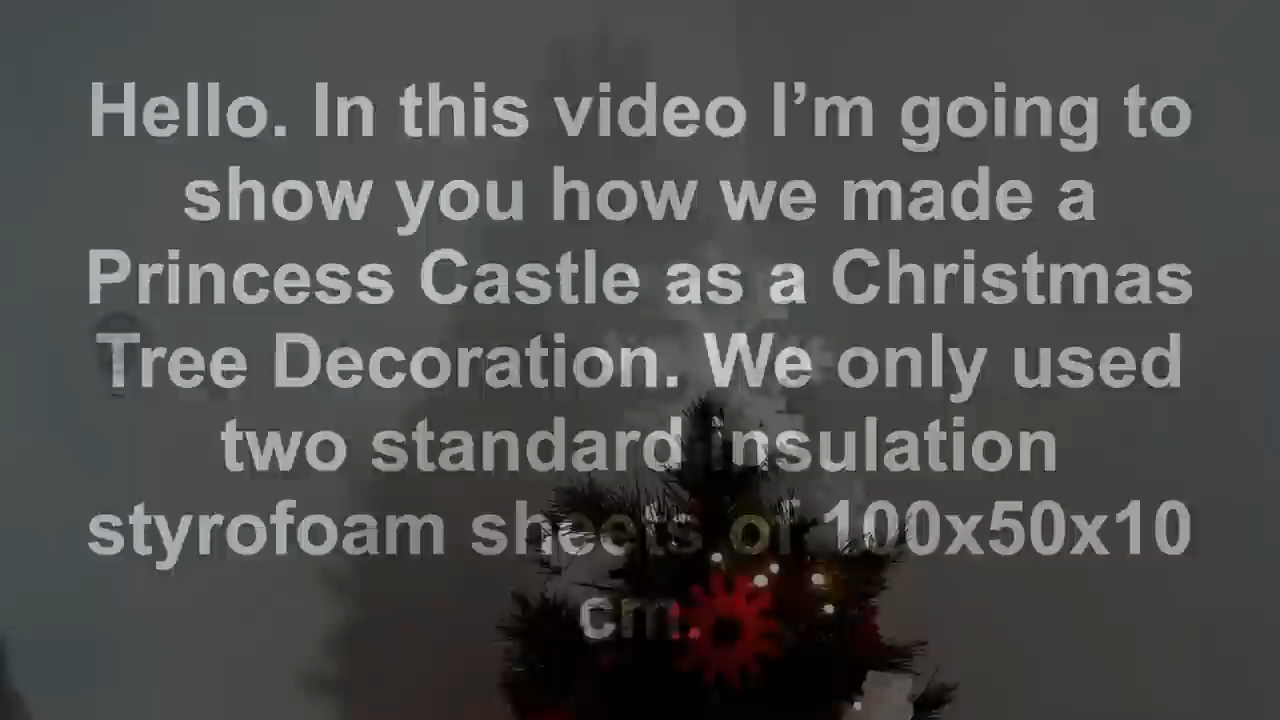 Hello. In this video I’m going to
show you how we made a
Princess Castle as a Christmas
Tree Decoration. We only used
two standard insulation
styrofoam sheets of 100x50x10
cm.